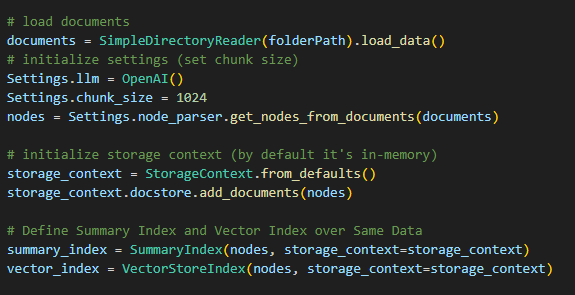 # load documents
documents = SimpleDirectoryReader(folderPath).load_data()
# initialize settings (set chunk size)
Settings.llm = OpenAI()
Settings.chunk_size = 1024
nodes = Settings.node_parser.get_nodes_from_documents(documents)
# initialize storage context (by default it's in-memory)
storage_context = StorageContext.from_defaults()
storage_context.docstore.add_documents(nodes)
# Define Summary Index and Vector Index over Same Data
summary_index = SummaryIndex(nodes, storage_context=storage_context)
vector_index = VectorStoreIndex(nodes, storage_context=storage_context)